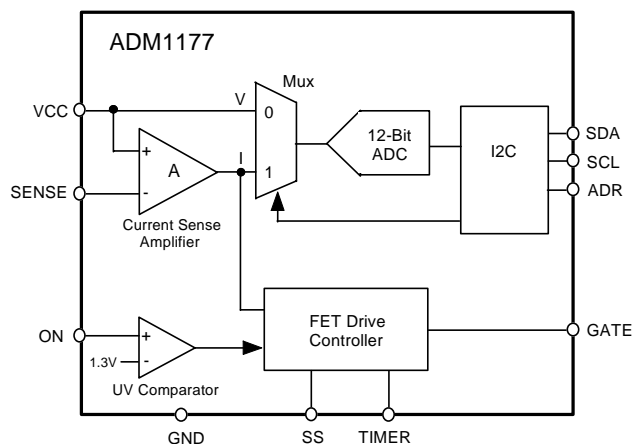 ADM1177
Mux
VCC
V
0
12-Bit
ADC
I2C
SDA
SCL
ADR
+
A
-
I
1
SENSE
Current Sense
Amplifier
FET Drive
Controller
ON
+
1.3V
-
UV Comparator
GATE
GND
SS
TIMER